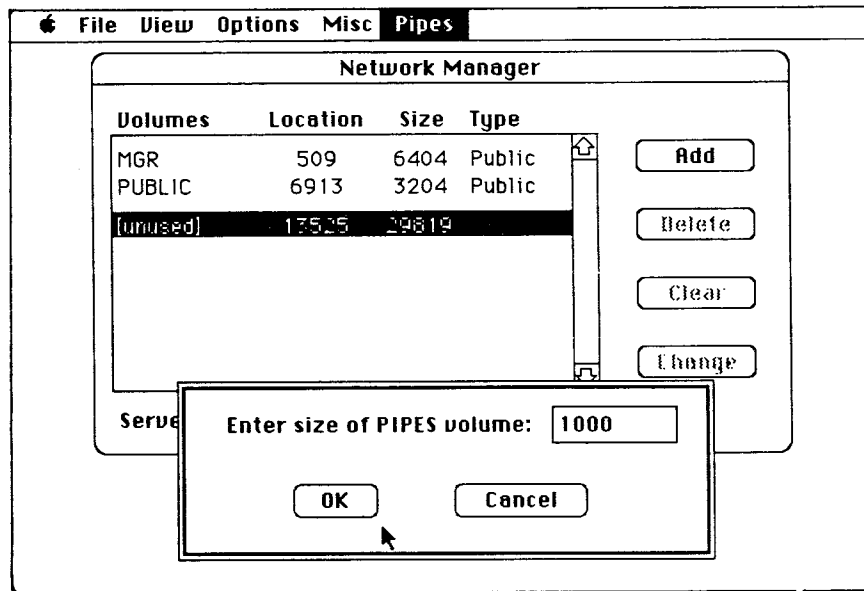 File View Options Misc Pipes
Network Manager
Volumes Location Size Type
MGR 509 6404 Public
PUBLIC 6913 3204 Public
[unused] 13525 29819
Add
Delete
Clear
Change
Serve
Enter size of PIPES volume: 1000
OK Cancel